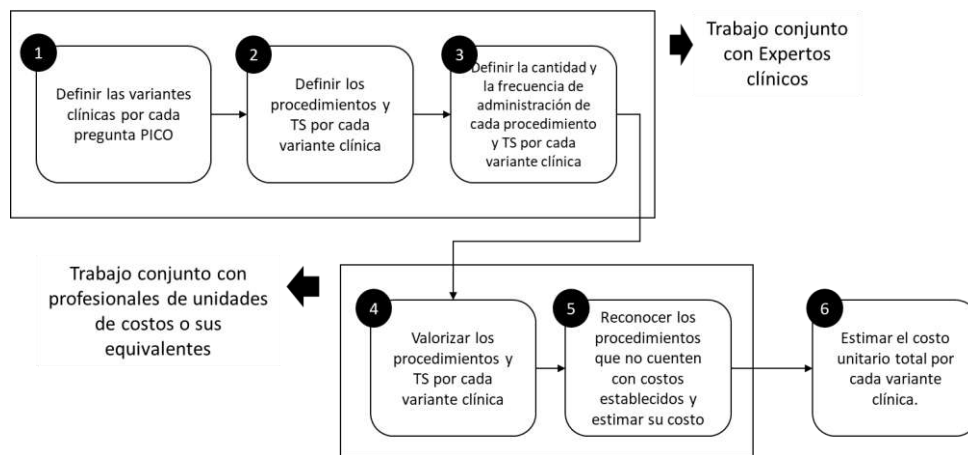 1
Definir las variantes
clínicas por cada
pregunta PICO
2
Definir los
procedimientos y
TS por cada
variante clínica
3
Definir la cantidad y
la frecuencia de
administración de
cada procedimiento
y TS por cada
variante clínica
Trabajo conjunto
con Expertos
clínicos
Trabajo conjunto con
profesionales de unidades
de costos o sus
equivalentes
4
Valorizar los
procedimientos y
TS por cada
variante clínica
5
Reconocer los
procedimientos
que no cuenten
con costos
establecidos y
estimar su costo
6
Estimar el costo
unitario total por
cada variante
clínica.